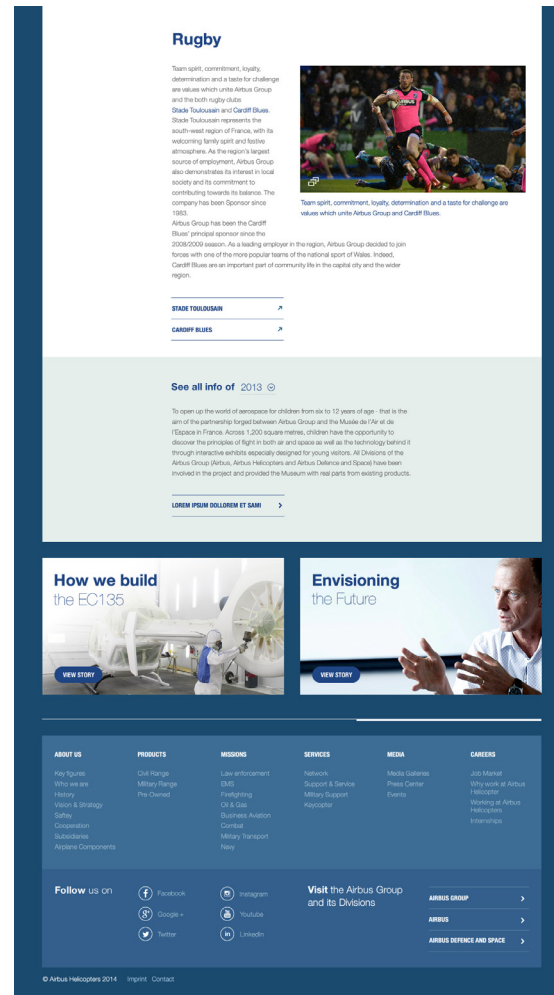 Rugby
Team spirit, commitment, loyalty,
determination and a taste for challenge
are values which unite Airbus Group
and the both rugby clubs
Stade Toulousain and Cardiff Blues.
Stade Toulousain represents the
south-west region of France, with its
welcoming family spirit and festive
atmosphere. As the region's largest
source of employment, Airbus Group
also demonstrates its interest in local
society and its commitment to
contributing towards its balance. The
company has been Sponsor since
1983.
Airbus Group has been the Cardiff
Blues' principal sponsor since the
2008/2009 season. As a leading employer in the region, Airbus Group decided to join
forces with one of the more popular teams of the national sport of Wales. Indeed,
Cardiff Blues are an important part of community life in the capital city and the wider
region.
Team spirit, commitment, loyalty, determination and a taste for challenge are
values which unite Airbus Group and Cardiff Blues.
STADE TOULOUSAIN
CARDIFF BLUES
See all info of 2013
To open up the world of aerospace for children from six to 12 years of age - that is the
aim of the partnership forged between Airbus Group and the Musée de l'Air et de
l'Espace in France. Across 1,200 square metres, children have the opportunity to
discover the principles of flight in both air and space as well as the technology behind it
through interactive exhibits especially designed for young visitors. All Divisions of the
Airbus Group (Airbus, Airbus Helicopters and Airbus Defence and Space) have been
involved in the project and provided the Museum with real parts from existing products.
LOREM IPSUM DOLLOREM ET SAMI
How we build
the EC135
VIEW STORY
Envisioning
the Future
VIEW STORY
ABOUT US
Key figures
Who we are
History
Vision & Strategy
Saftey
Cooperation
Subsidiaries
Airplane Components
PRODUCTS
Civil Range
Military Range
Pre-Owned
MISSIONS
Law enforcement
EMS
Firefighting
Oil & Gas
Business Aviation
Combat
Military Transport
Navy
SERVICES
Network
Support & Service
Military Support
Keycopter
MEDIA
Media Galleries
Press Center
Events
CAREERS
Job Market
Why work at Airbus
Helicopter
Working at Airbus
Helicopters
Internships
Follow us on
Facebook
Google +
Twitter
Instagram
Youtube
LinkedIn
Visit the Airbus Group
and its Divisions
AIRBUS GROUP
AIRBUS
AIRBUS DEFENCE AND SPACE
© Airbus Helicopters 2014 Imprint Contact